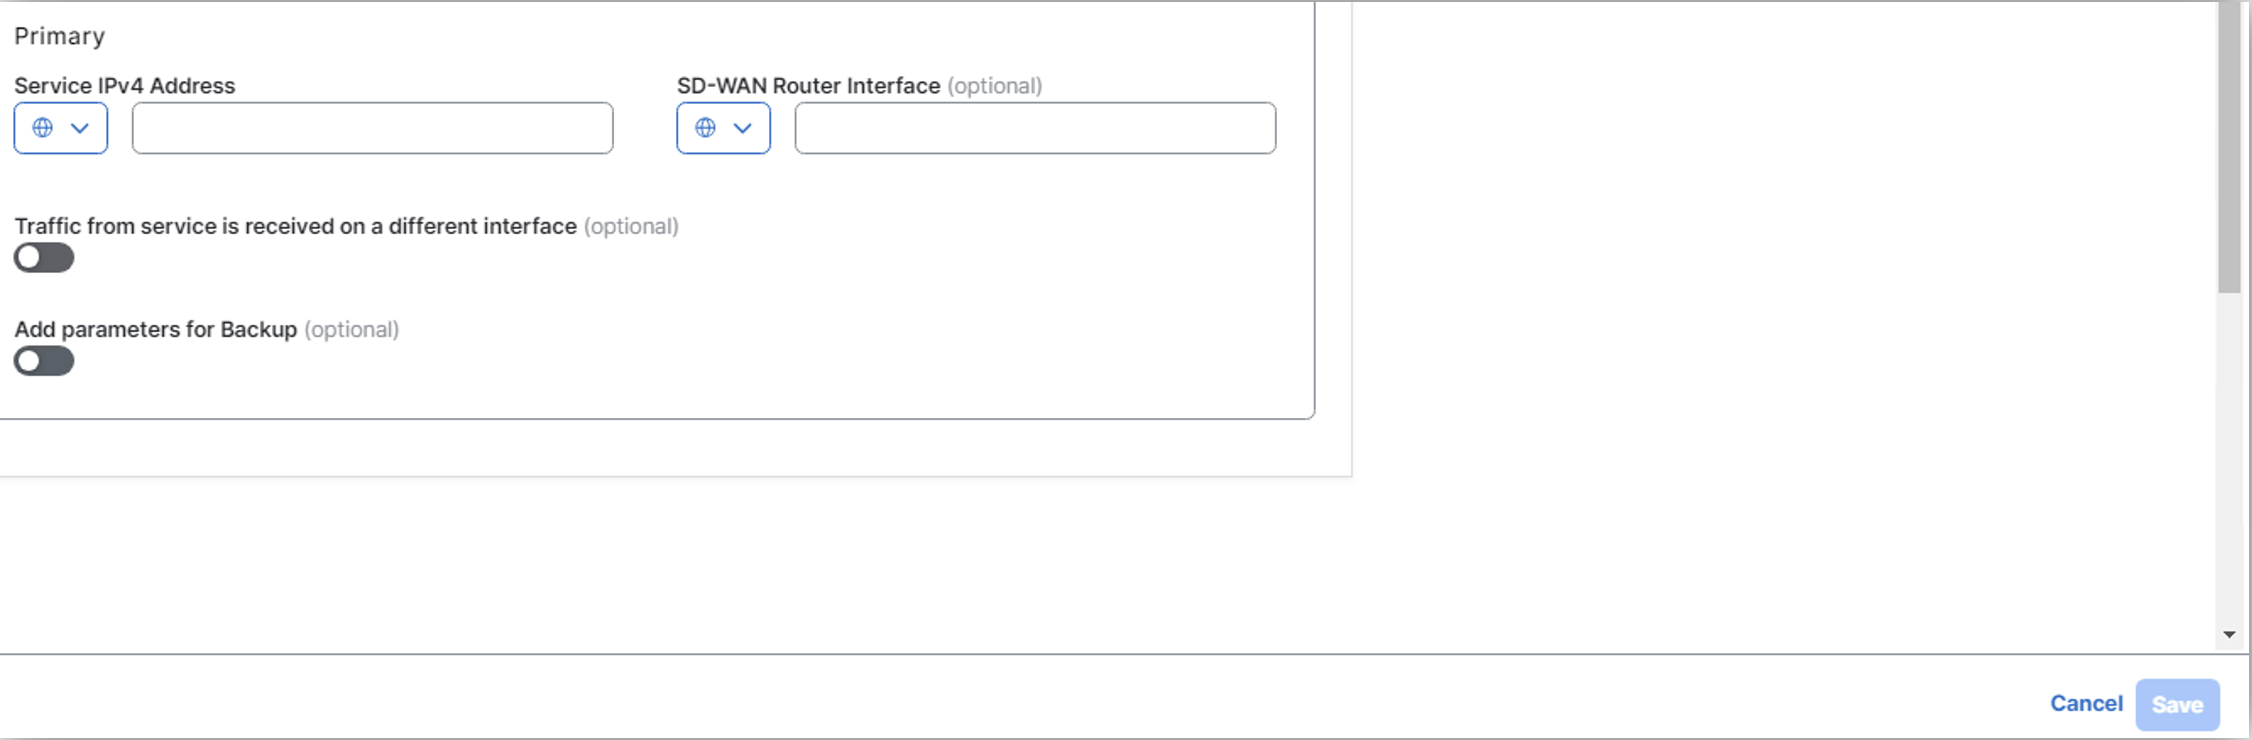 Primary
Service IPv4 Address
SD-WAN Router Interface (optional)
Traffic from service is received on a different interface (optional)
Add parameters for Backup (optional)
Cancel
Save